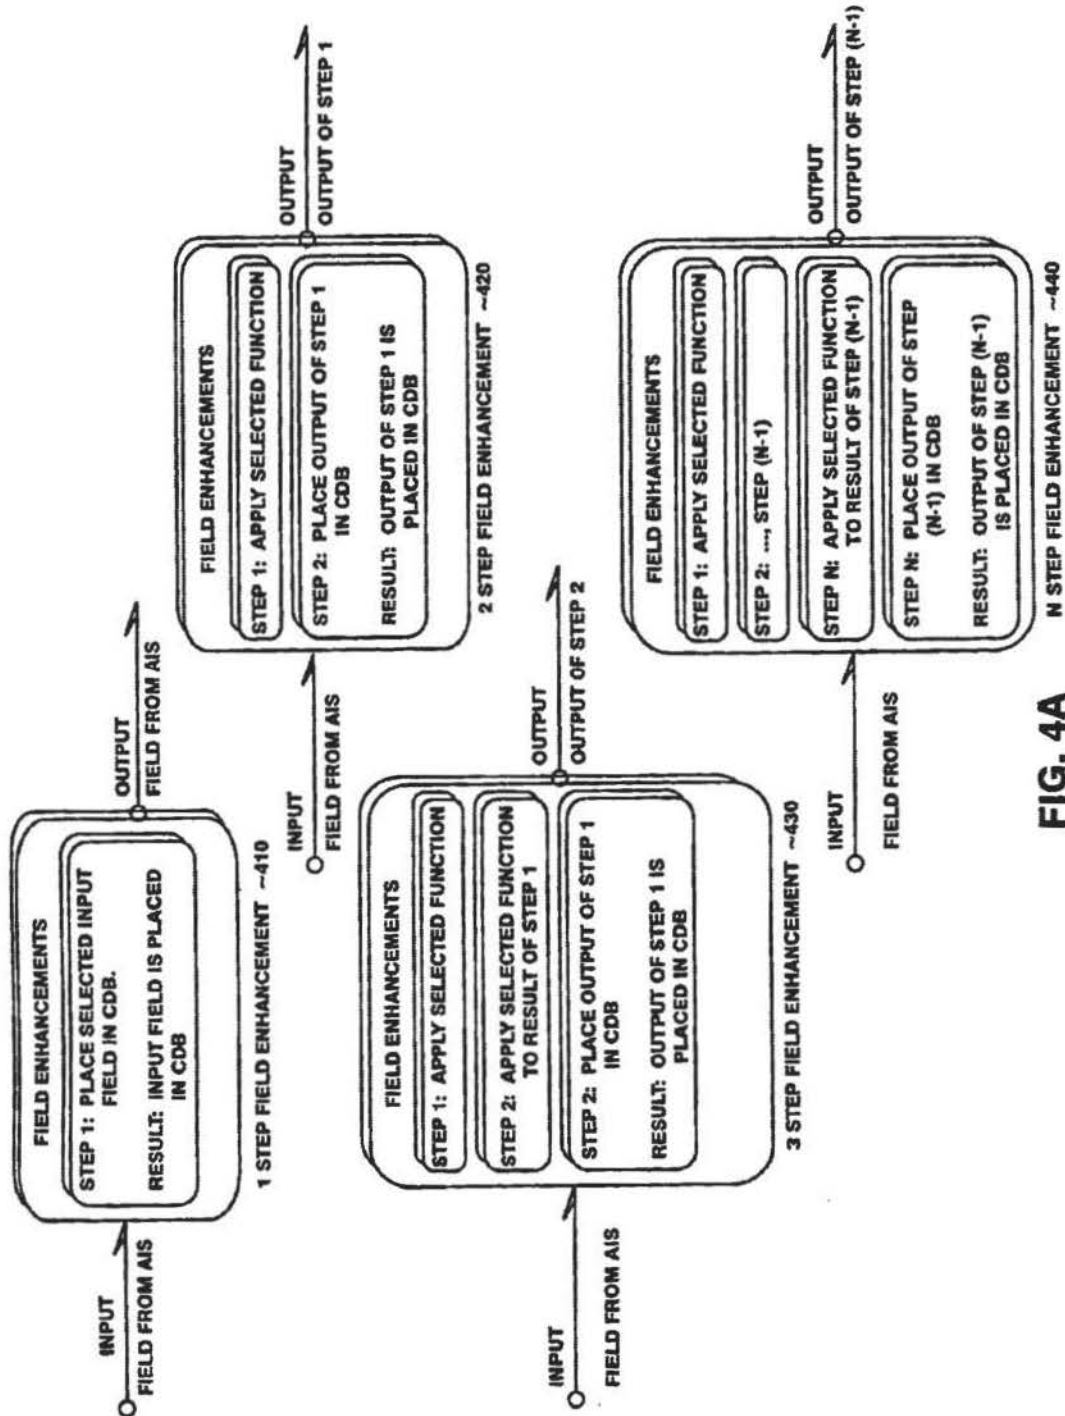 INPUT
FIELD FROM AIS
FIELD ENHANCEMENTS
STEP 1: PLACE SELECTED INPUT
FIELD IN CDB.
RESULT: INPUT FIELD IS PLACED
IN CDB
OUTPUT
FIELD FROM AIS
1 STEP FIELD ENHANCEMENT ~410
INPUT
FIELD FROM AIS
FIELD ENHANCEMENTS
STEP 1: APPLY SELECTED FUNCTION
STEP 2: PLACE OUTPUT OF STEP 1
IN CDB
RESULT: OUTPUT OF STEP 1 IS
PLACED IN CDB
OUTPUT
OUTPUT OF STEP 1
2 STEP FIELD ENHANCEMENT ~420
INPUT
FIELD FROM AIS
FIELD ENHANCEMENTS
STEP 1: APPLY SELECTED FUNCTION
STEP 2: APPLY SELECTED FUNCTION
TO RESULT OF STEP 1
STEP 2: PLACE OUTPUT OF STEP 1
IN CDB
RESULT: OUTPUT OF STEP 1 IS
PLACED IN CDB
OUTPUT
OUTPUT OF STEP 2
3 STEP FIELD ENHANCEMENT ~430
INPUT
FIELD FROM AIS
FIELD ENHANCEMENTS
STEP 1: APPLY SELECTED FUNCTION
STEP 2: ...., STEP (N-1)
STEP N: APPLY SELECTED FUNCTION
TO RESULT OF STEP (N-1)
STEP N: PLACE OUTPUT OF STEP
(N-1) IN CDB
RESULT: OUTPUT OF STEP (N-1)
IS PLACED IN CDB
OUTPUT
OUTPUT OF STEP (N-1)
N STEP FIELD ENHANCEMENT ~440
FIG. 4A